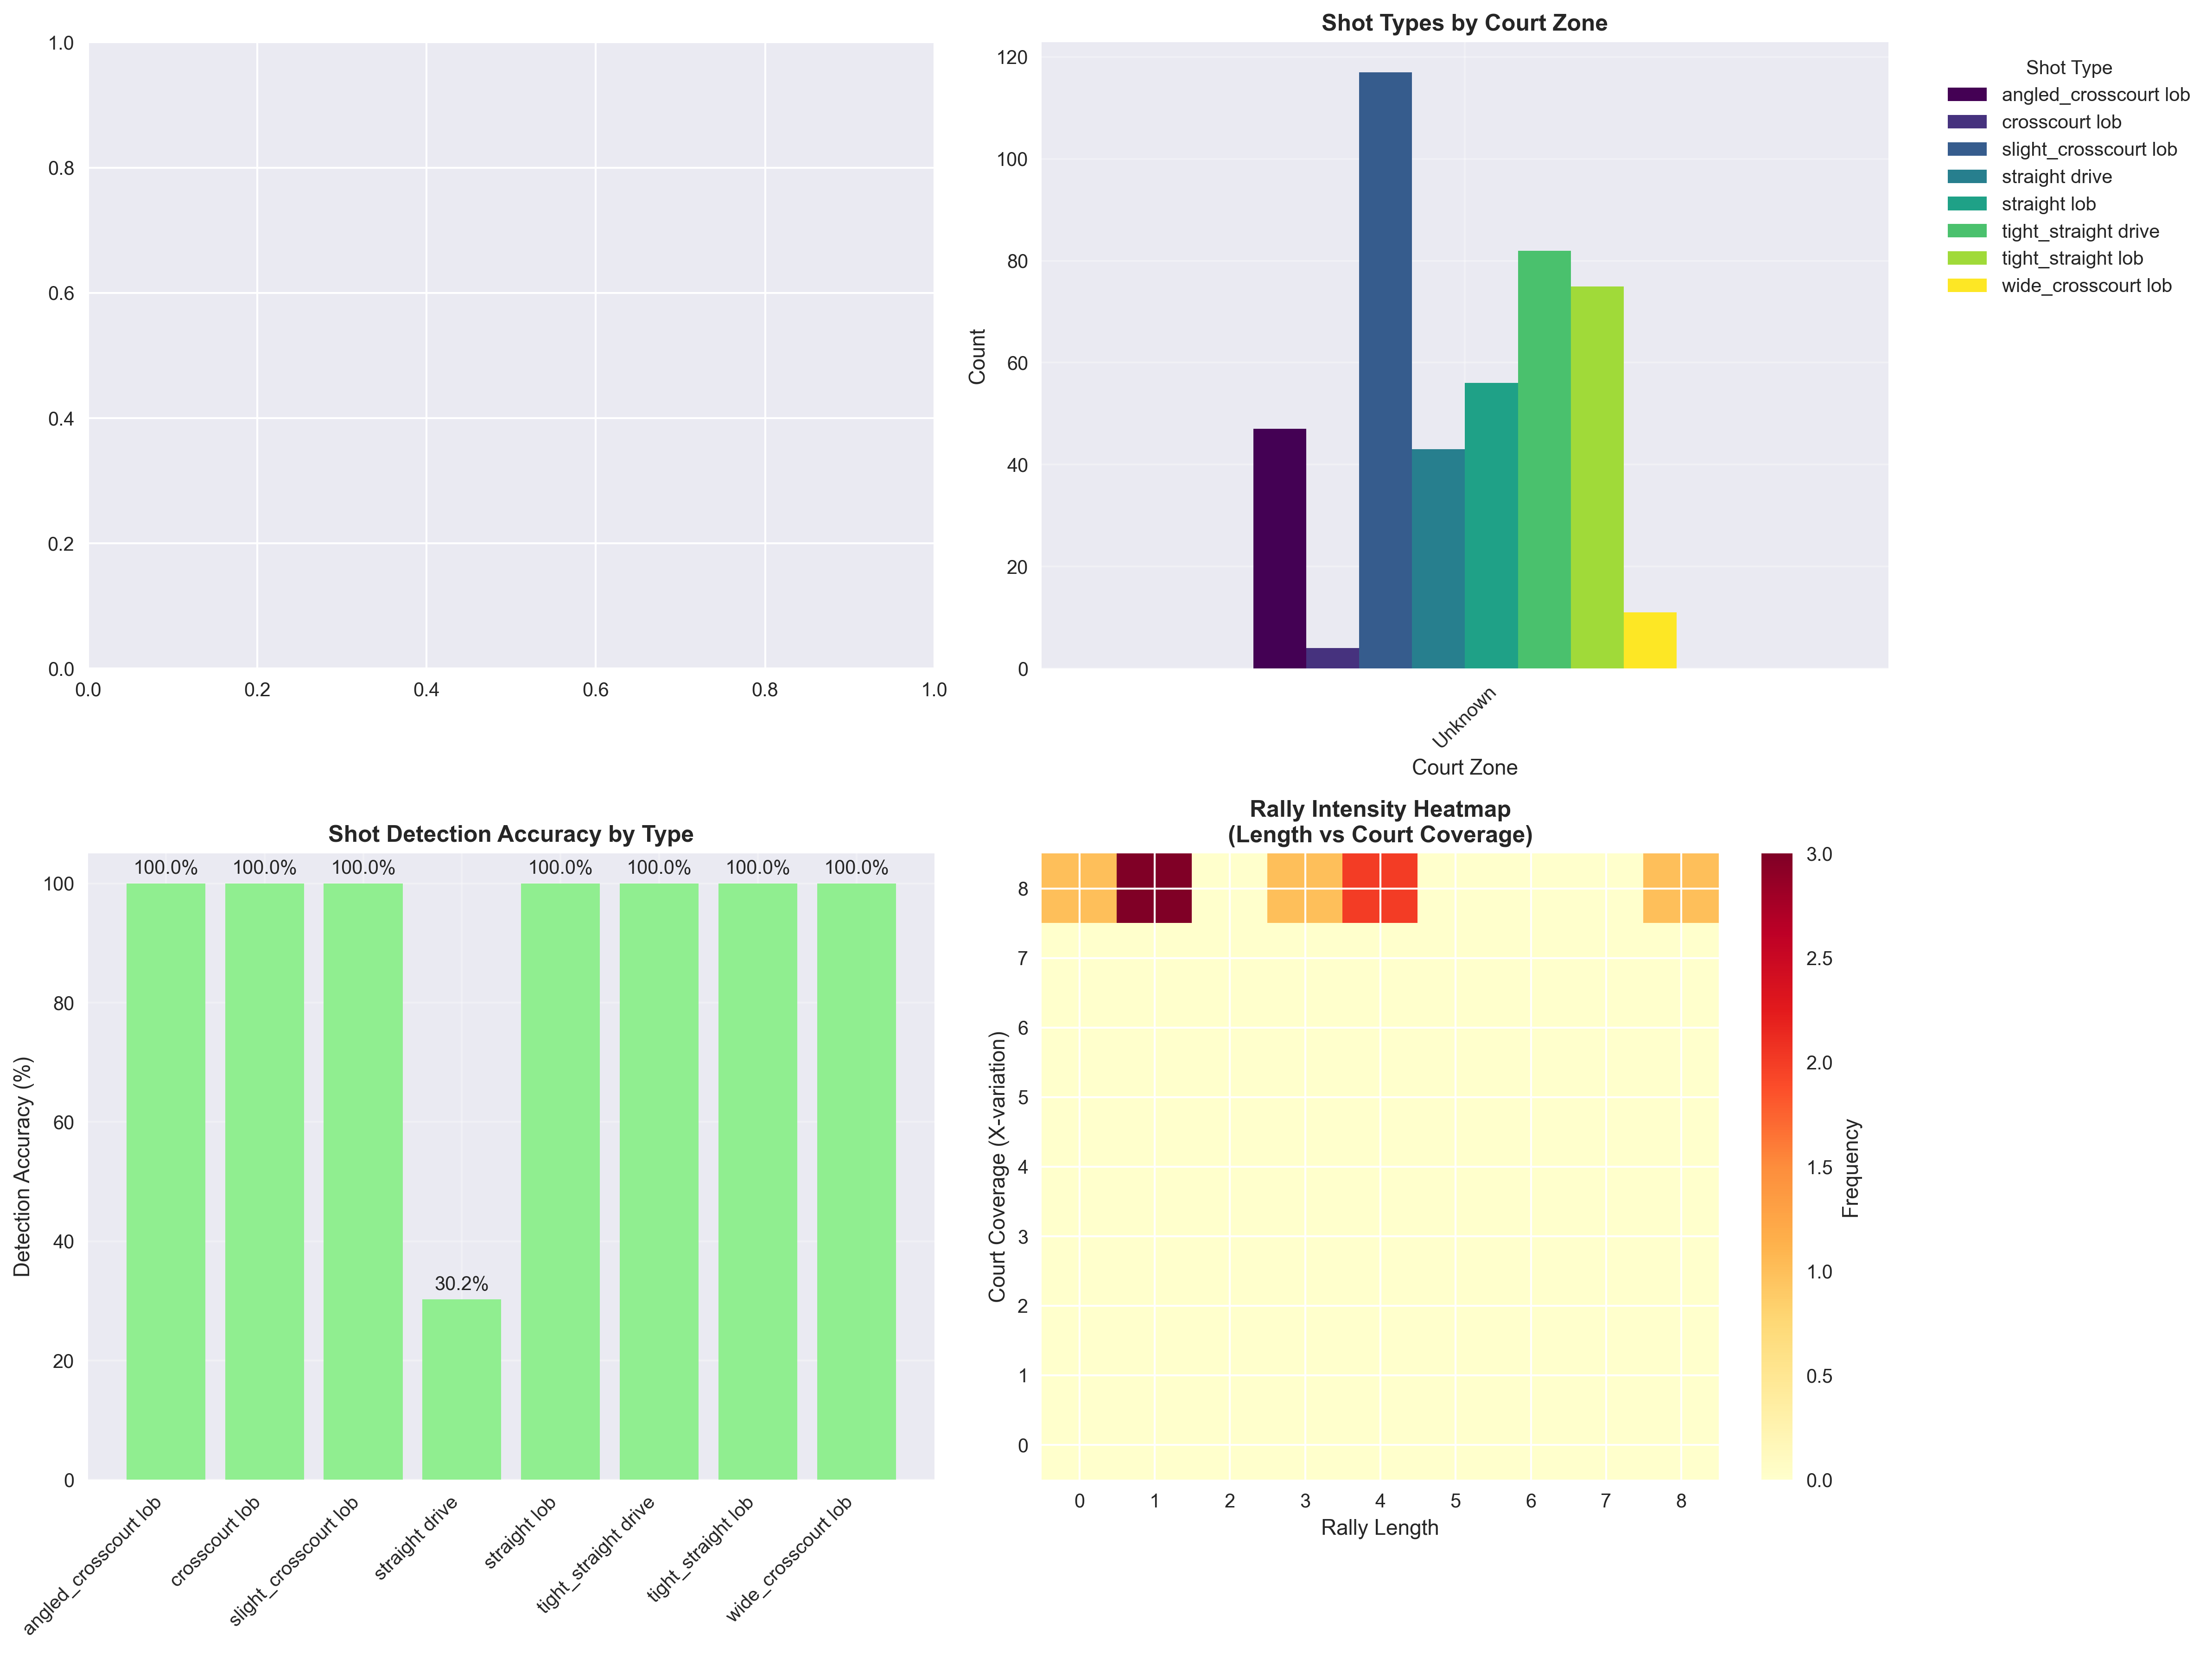 1.0
0.8
0.6
0.4
0.2
0.0
0.0 0.2 0.4 0.6 0.8 1.0
Shot Types by Court Zone
Count
120
100
80
60
40
20
0
Unknown
Court Zone
Shot Type
angled_crosscourt lob
crosscourt lob
slight_crosscourt lob
straight drive
straight lob
tight_straight drive
tight_straight lob
wide_crosscourt lob
Shot Detection Accuracy by Type
Detection Accuracy (%)
100
80
60
40
20
0
100.0% 100.0% 100.0% 30.2% 100.0% 100.0% 100.0% 100.0%
angled_crosscourt lob
crosscourt lob
slight_crosscourt lob
straight drive
straight lob
tight_straight drive
tight_straight lob
wide_crosscourt lob
Rally Intensity Heatmap
(Length vs Court Coverage)
Court Coverage (X-variation)
8
7
6
5
4
3
2
1
0
0 1 2 3 4 5 6 7 8
Rally Length
3.0
2.5
2.0
1.5
1.0
0.5
0.0
Frequency